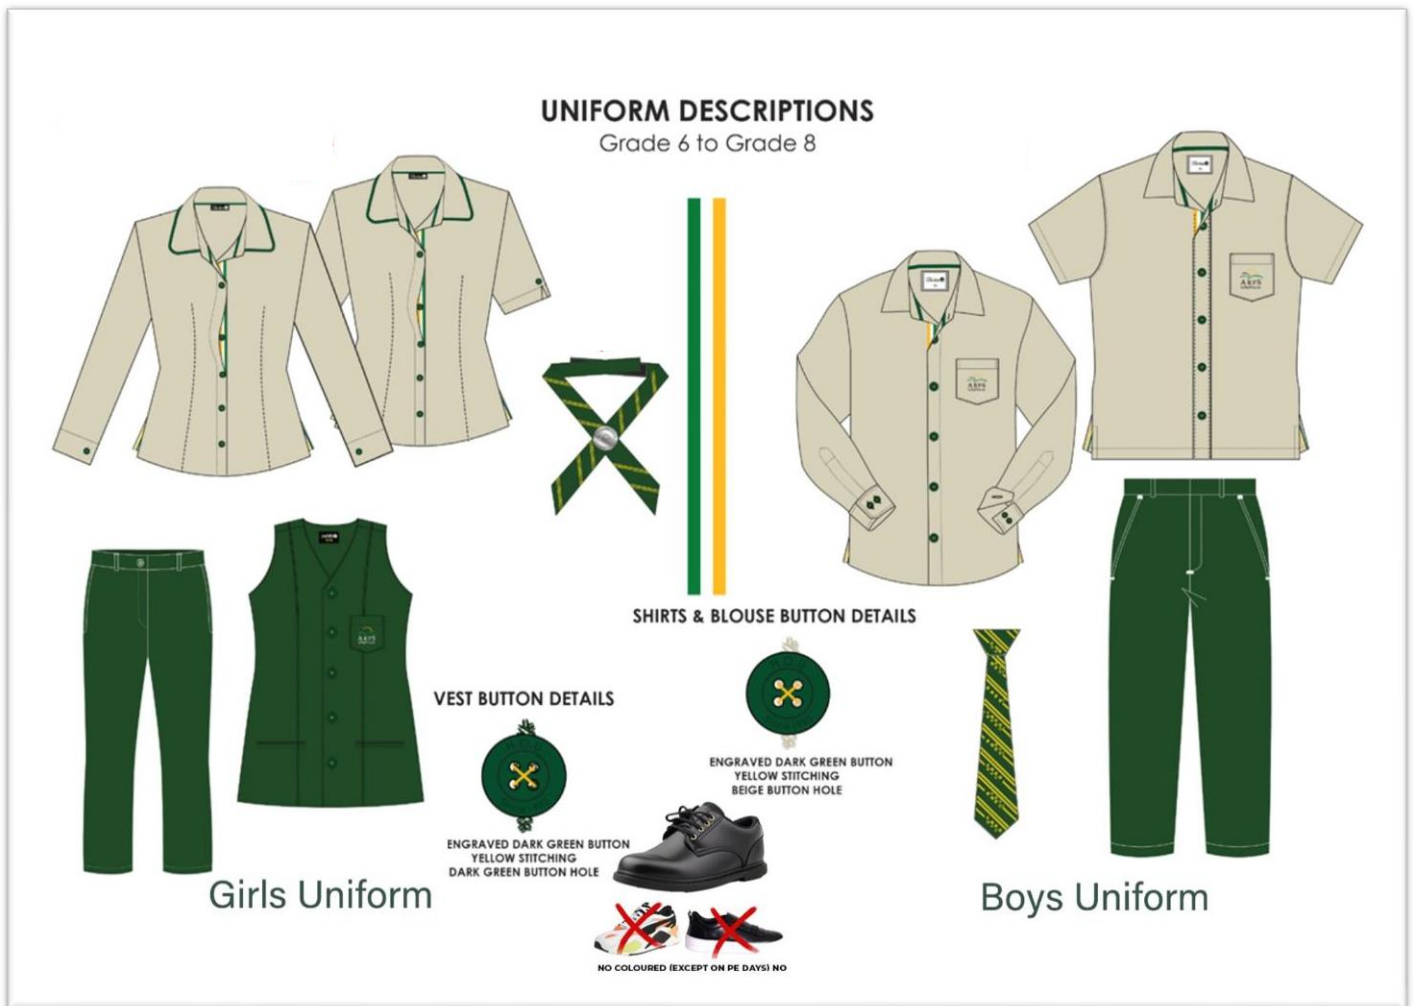 UNIFORM DESCRIPTIONS
Grade 6 to Grade 8
SHIRTS & BLOUSE BUTTON DETAILS
ENGRAVED DARK GREEN BUTTON
YELLOW STITCHING
BEIGE BUTTON HOLE
VEST BUTTON DETAILS
ENGRAVED DARK GREEN BUTTON
YELLOW STITCHING
DARK GREEN BUTTON HOLE
Girls Uniform
Boys Uniform
NO COLOURED (EXCEPT ON PE DAYS) NO